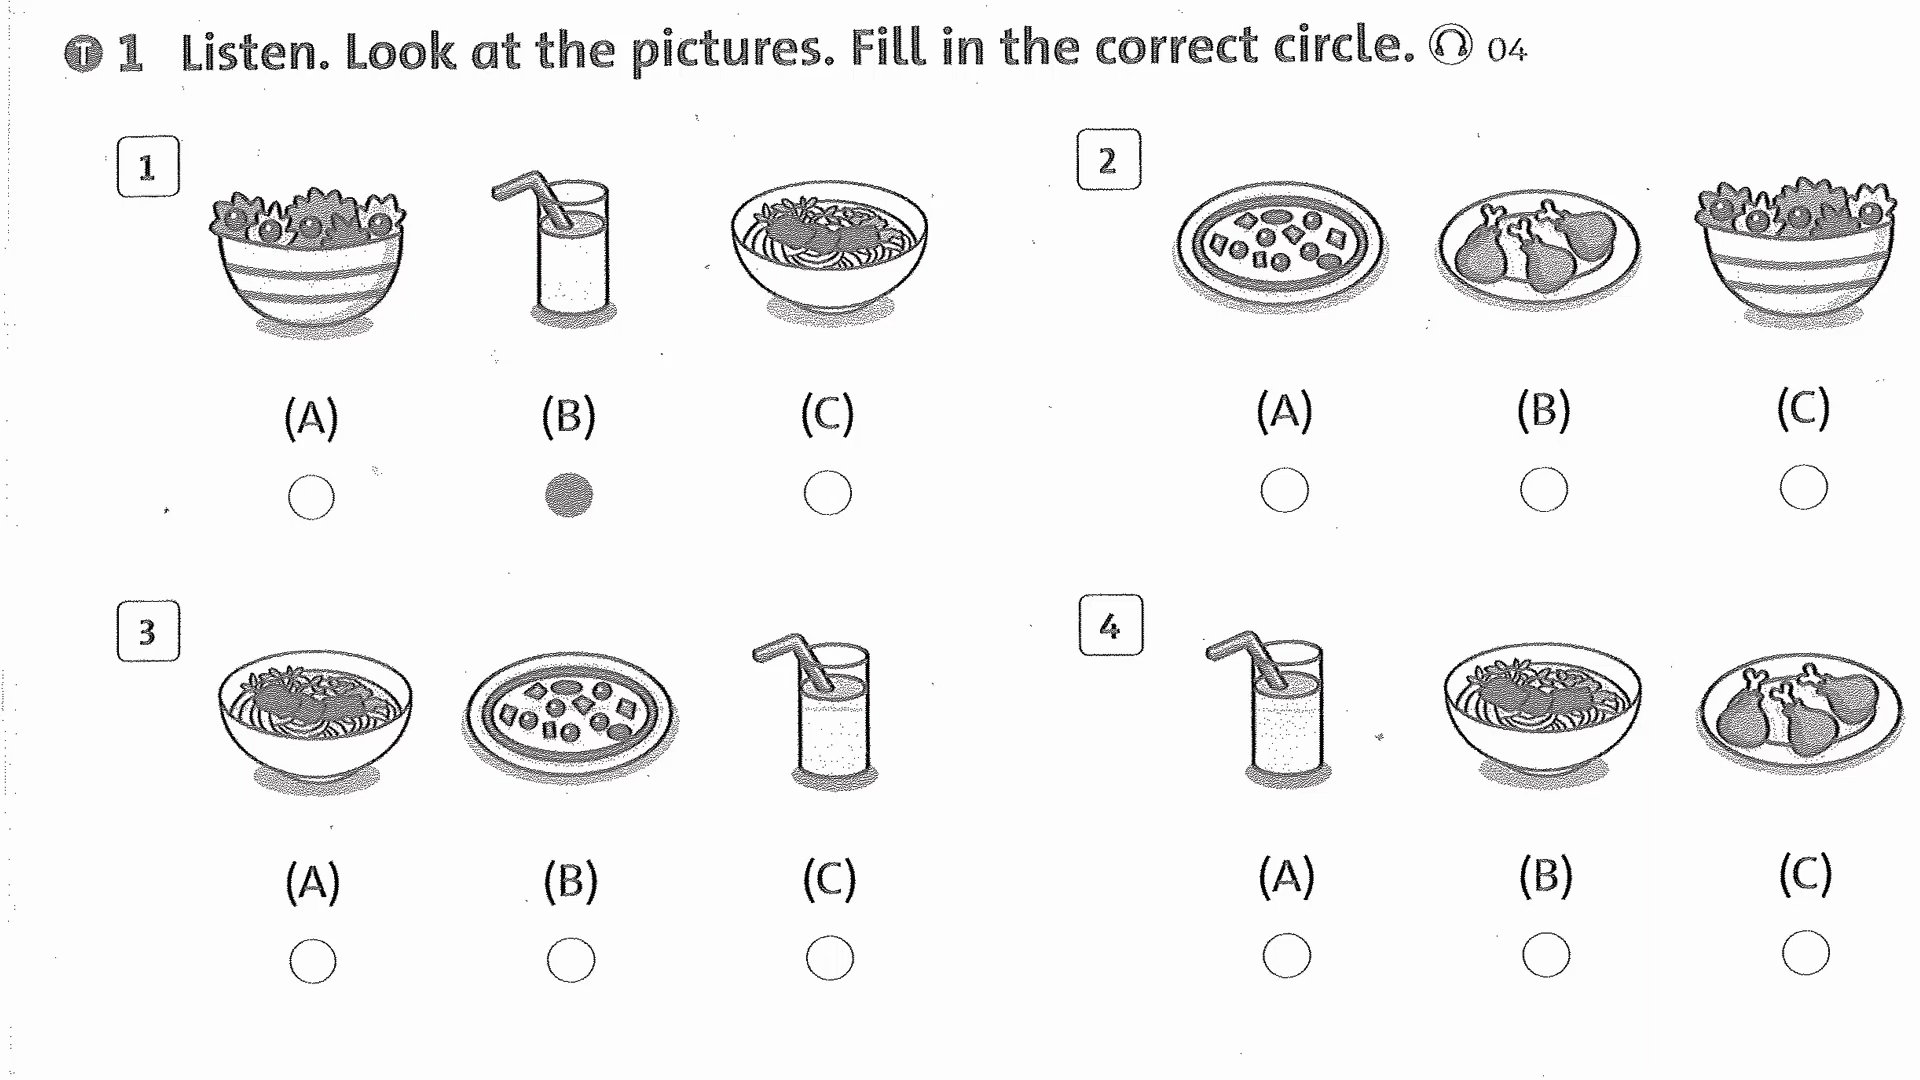 T 1 Listen. Look at the pictures. Fill in the correct circle. 04
1
2
(A) (B) (C)
(A) (B) (C)
3
4
(A) (B) (C)
(A) (B) (C)